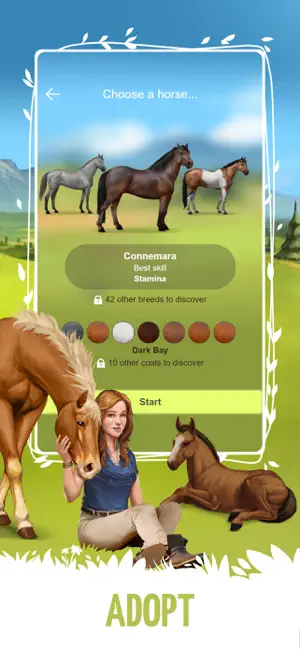 Choose a horse...
Connemara
Best skill
Stamina
42 other breeds to discover
Dark Bay
10 other coats to discover
Start
ADOPT